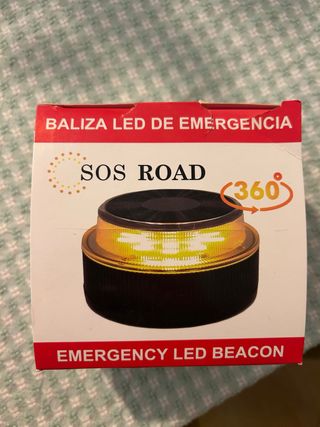 BALIZA LED DE EMERGENCIA
SOS ROAD
360°
EMERGENCY LED BEACON